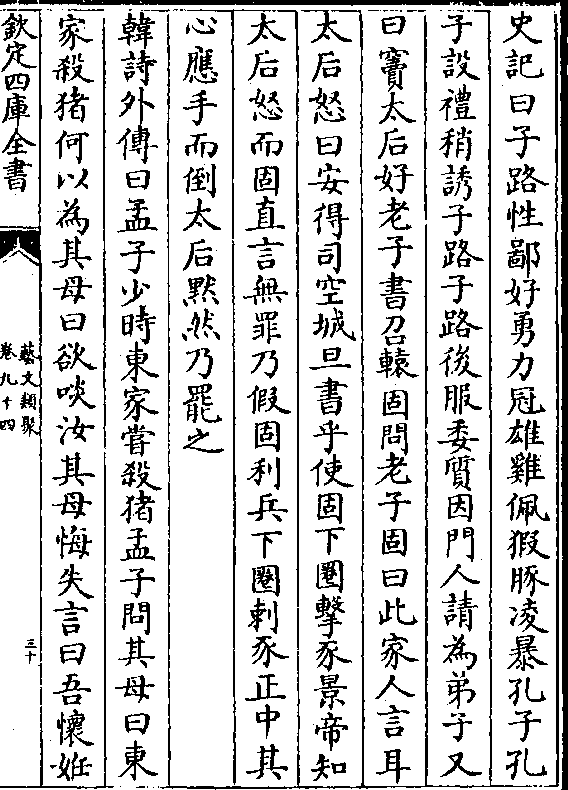 史記曰子路性鄙好勇力冠雄雞佩猳豚凌暴孔子孔
子設禮稍誘子路子路後服委質因門人請為弟子又
曰竇太后好老子書召轅固問老子固曰此家人言耳
太后怒曰安得司空城旦書乎使固下圈擊豕景帝知
太后怒而固直言無罪乃假固利兵下圈刺豕正中其
心應手而倒太后黙然乃罷之
韓詩外傳曰孟子少時東家嘗殺猪孟子問其母曰東
家殺猪何以為其母曰欲啖汝其母悔失言曰吾懷姙
欽定四庫全書
藝文類聚
卷九十四
三十